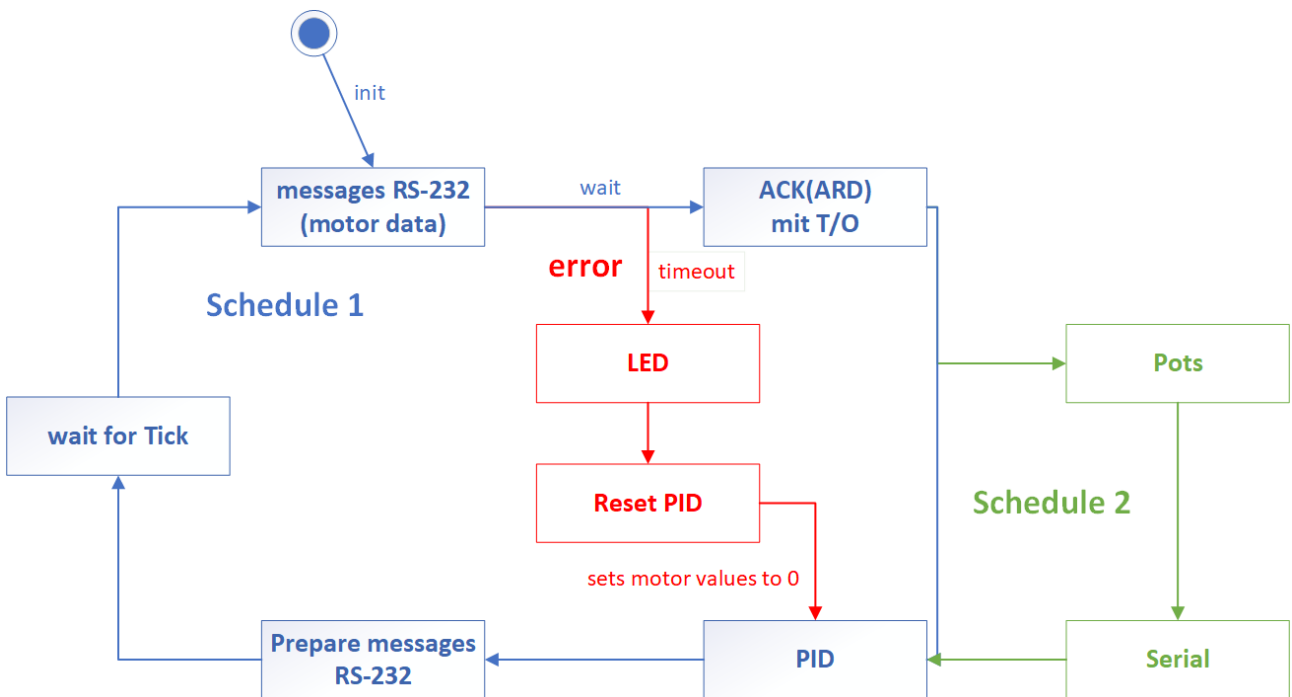 init
messages RS-232
(motor data)
wait
ACK(ARD)
mit T/O
error
timeout
Schedule 1
LED
Pots
wait for Tick
Reset PID
Schedule 2
sets motor values to 0
Prepare messages
RS-232
PID
Serial